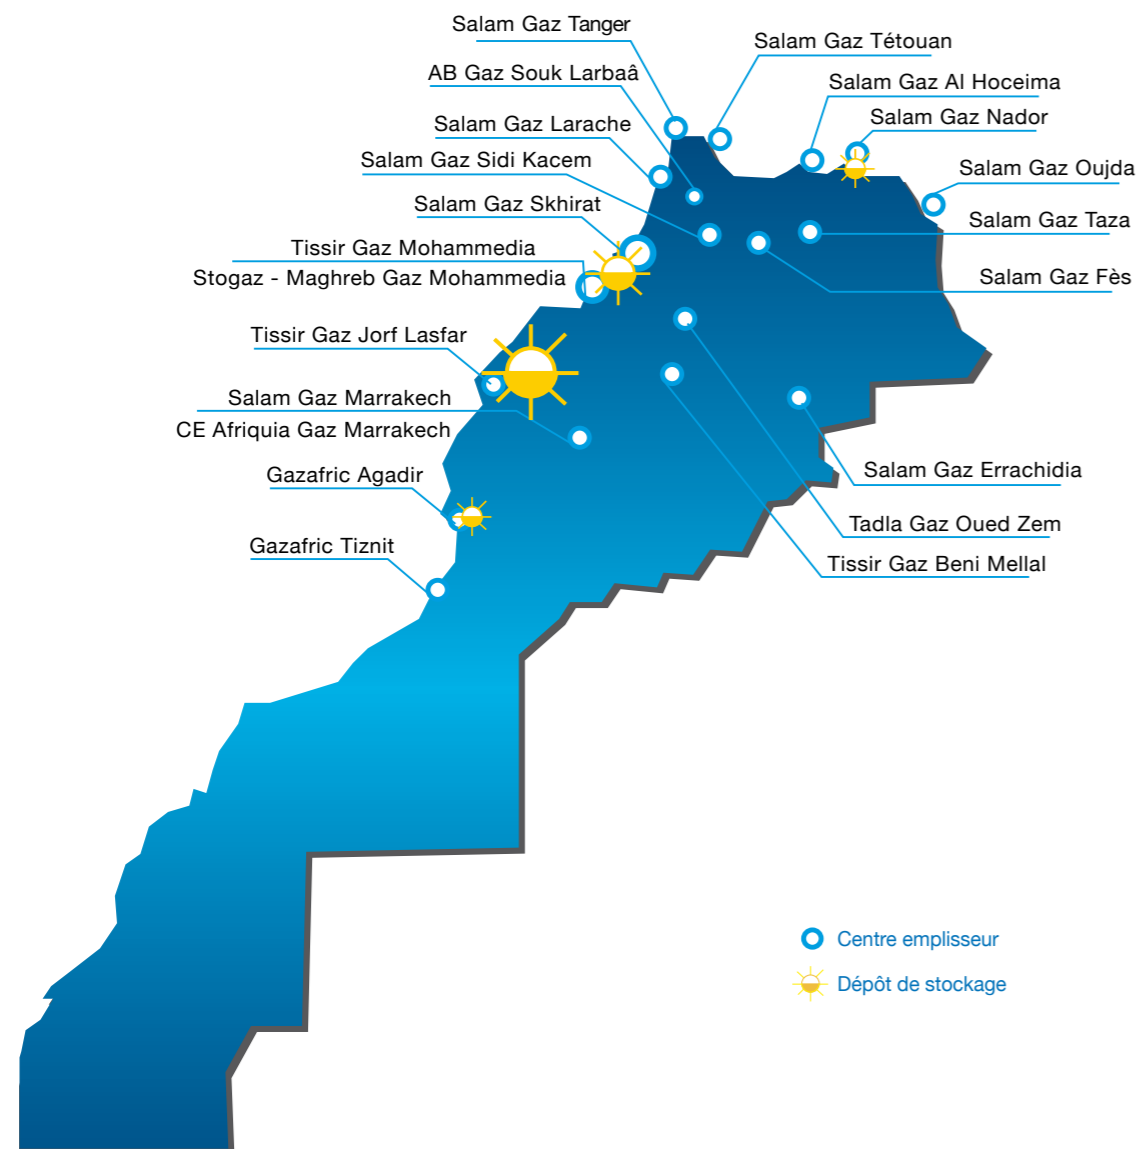 Salam Gaz Tanger
Salam Gaz Tétouan
AB Gaz Souk Larbaâ
Salam Gaz Al Hoceima
Salam Gaz Larache
Salam Gaz Nador
Salam Gaz Sidi Kacem
Salam Gaz Oujda
Salam Gaz Skhirat
Salam Gaz Taza
Tissir Gaz Mohammedia
Stogaz - Maghreb Gaz Mohammedia
Salam Gaz Fès
Tissir Gaz Jorf Lasfar
Salam Gaz Marrakech
CE Afriquia Gaz Marrakech
Salam Gaz Errachidia
Gazafric Agadir
Tadla Gaz Oued Zem
Gazafric Tiznit
Tissir Gaz Beni Mellal
Centre emplisseur
Dépôt de stockage